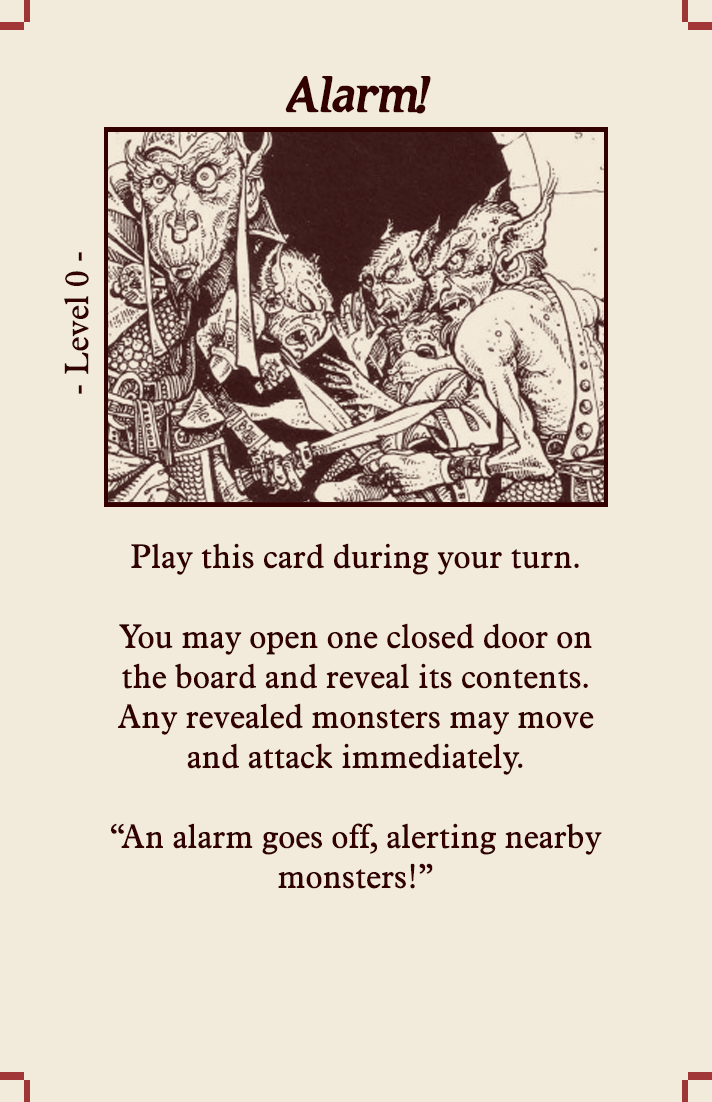 Alarm!
- Level 0 -
Play this card during your turn.
You may open one closed door on
the board and reveal its contents.
Any revealed monsters may move
and attack immediately.
“An alarm goes off, alerting nearby
monsters!”